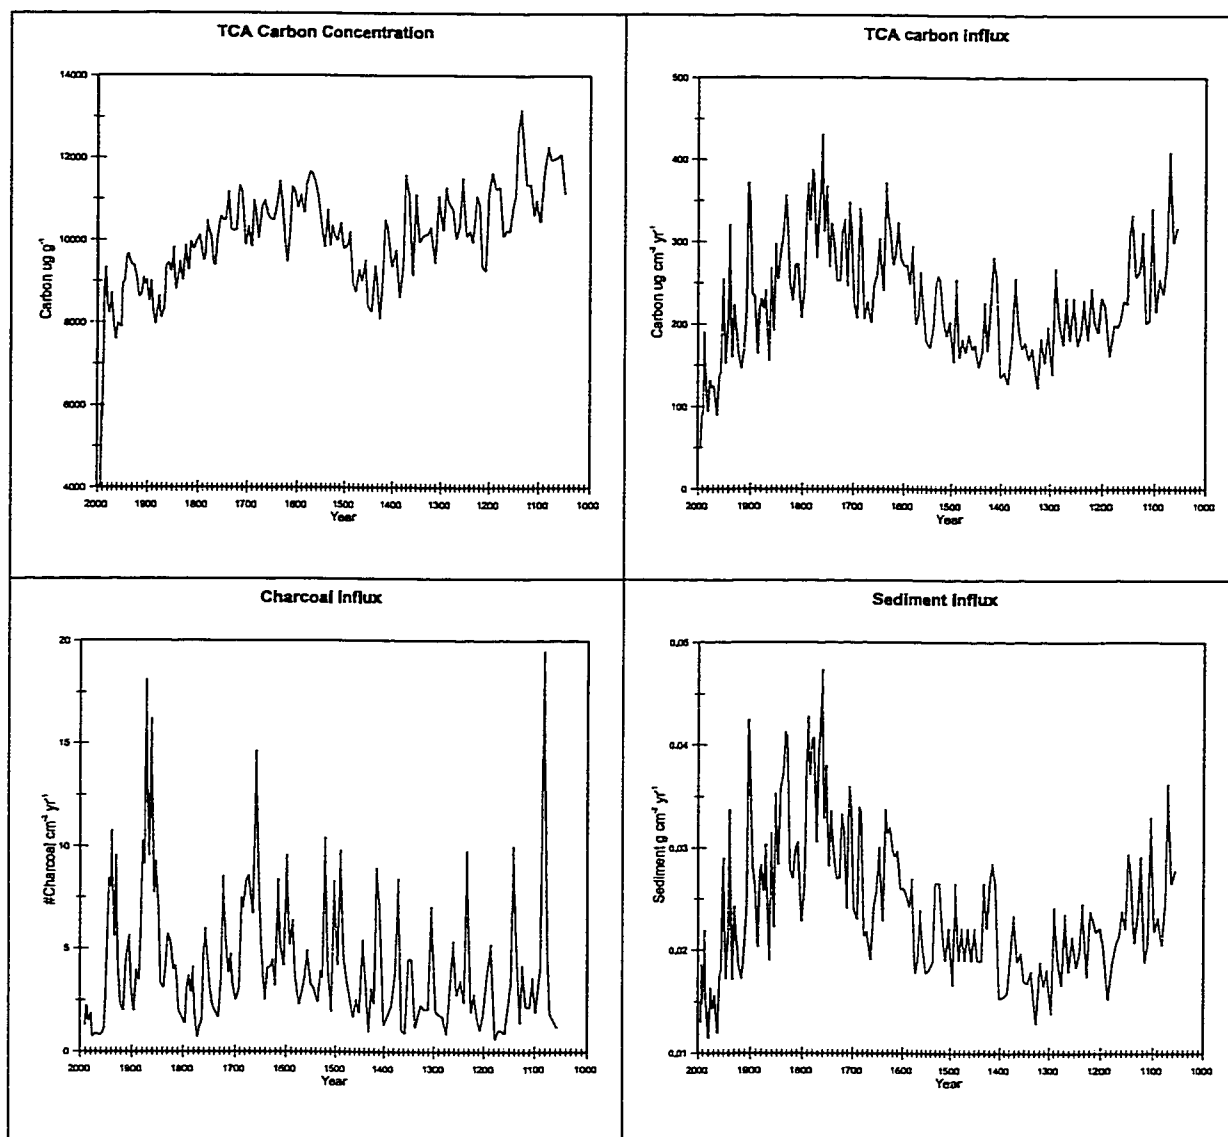 TCA Carbon Concentration
Carbon ug g⁻¹
14000
12000
10000
8000
6000
4000
2000 1900 1800 1700 1600 1500 1400 1300 1200 1100 1000
Year
TCA carbon influx
Carbon ug cm⁻² yr⁻¹
500
400
300
200
100
0
2000 1900 1800 1700 1600 1500 1400 1300 1200 1100 1000
Year
Charcoal Influx
#Charcoal cm⁻² yr⁻¹
20
15
10
5
0
2000 1900 1800 1700 1600 1500 1400 1300 1200 1100 1000
Year
Sediment Influx
Sediment g cm⁻² yr⁻¹
0.05
0.04
0.03
0.02
0.01
2000 1900 1800 1700 1600 1500 1400 1300 1200 1100 1000
Year